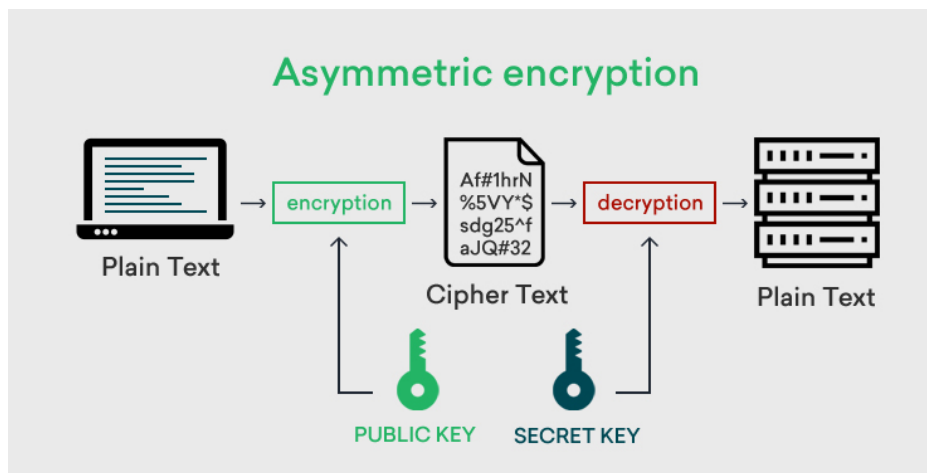 Asymmetric encryption
encryption
Af#1hrN
%5VY*$
sdg25^f
aJQ#32
decryption
Plain Text
Cipher Text
Plain Text
PUBLIC KEY
SECRET KEY